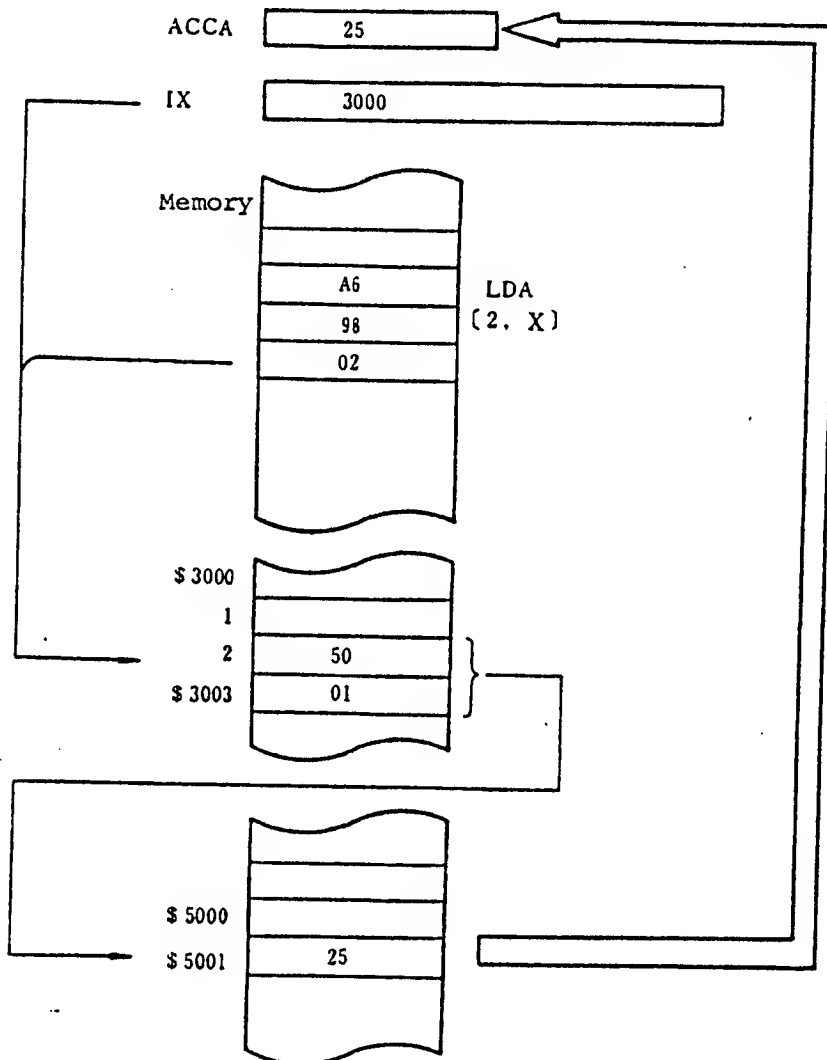 ACCA 25
IX 3000
Memory
A6 LDA
98 (2, X)
02
$ 3000
1
2 50
$ 3003 01
$ 5000
$ 5001 25